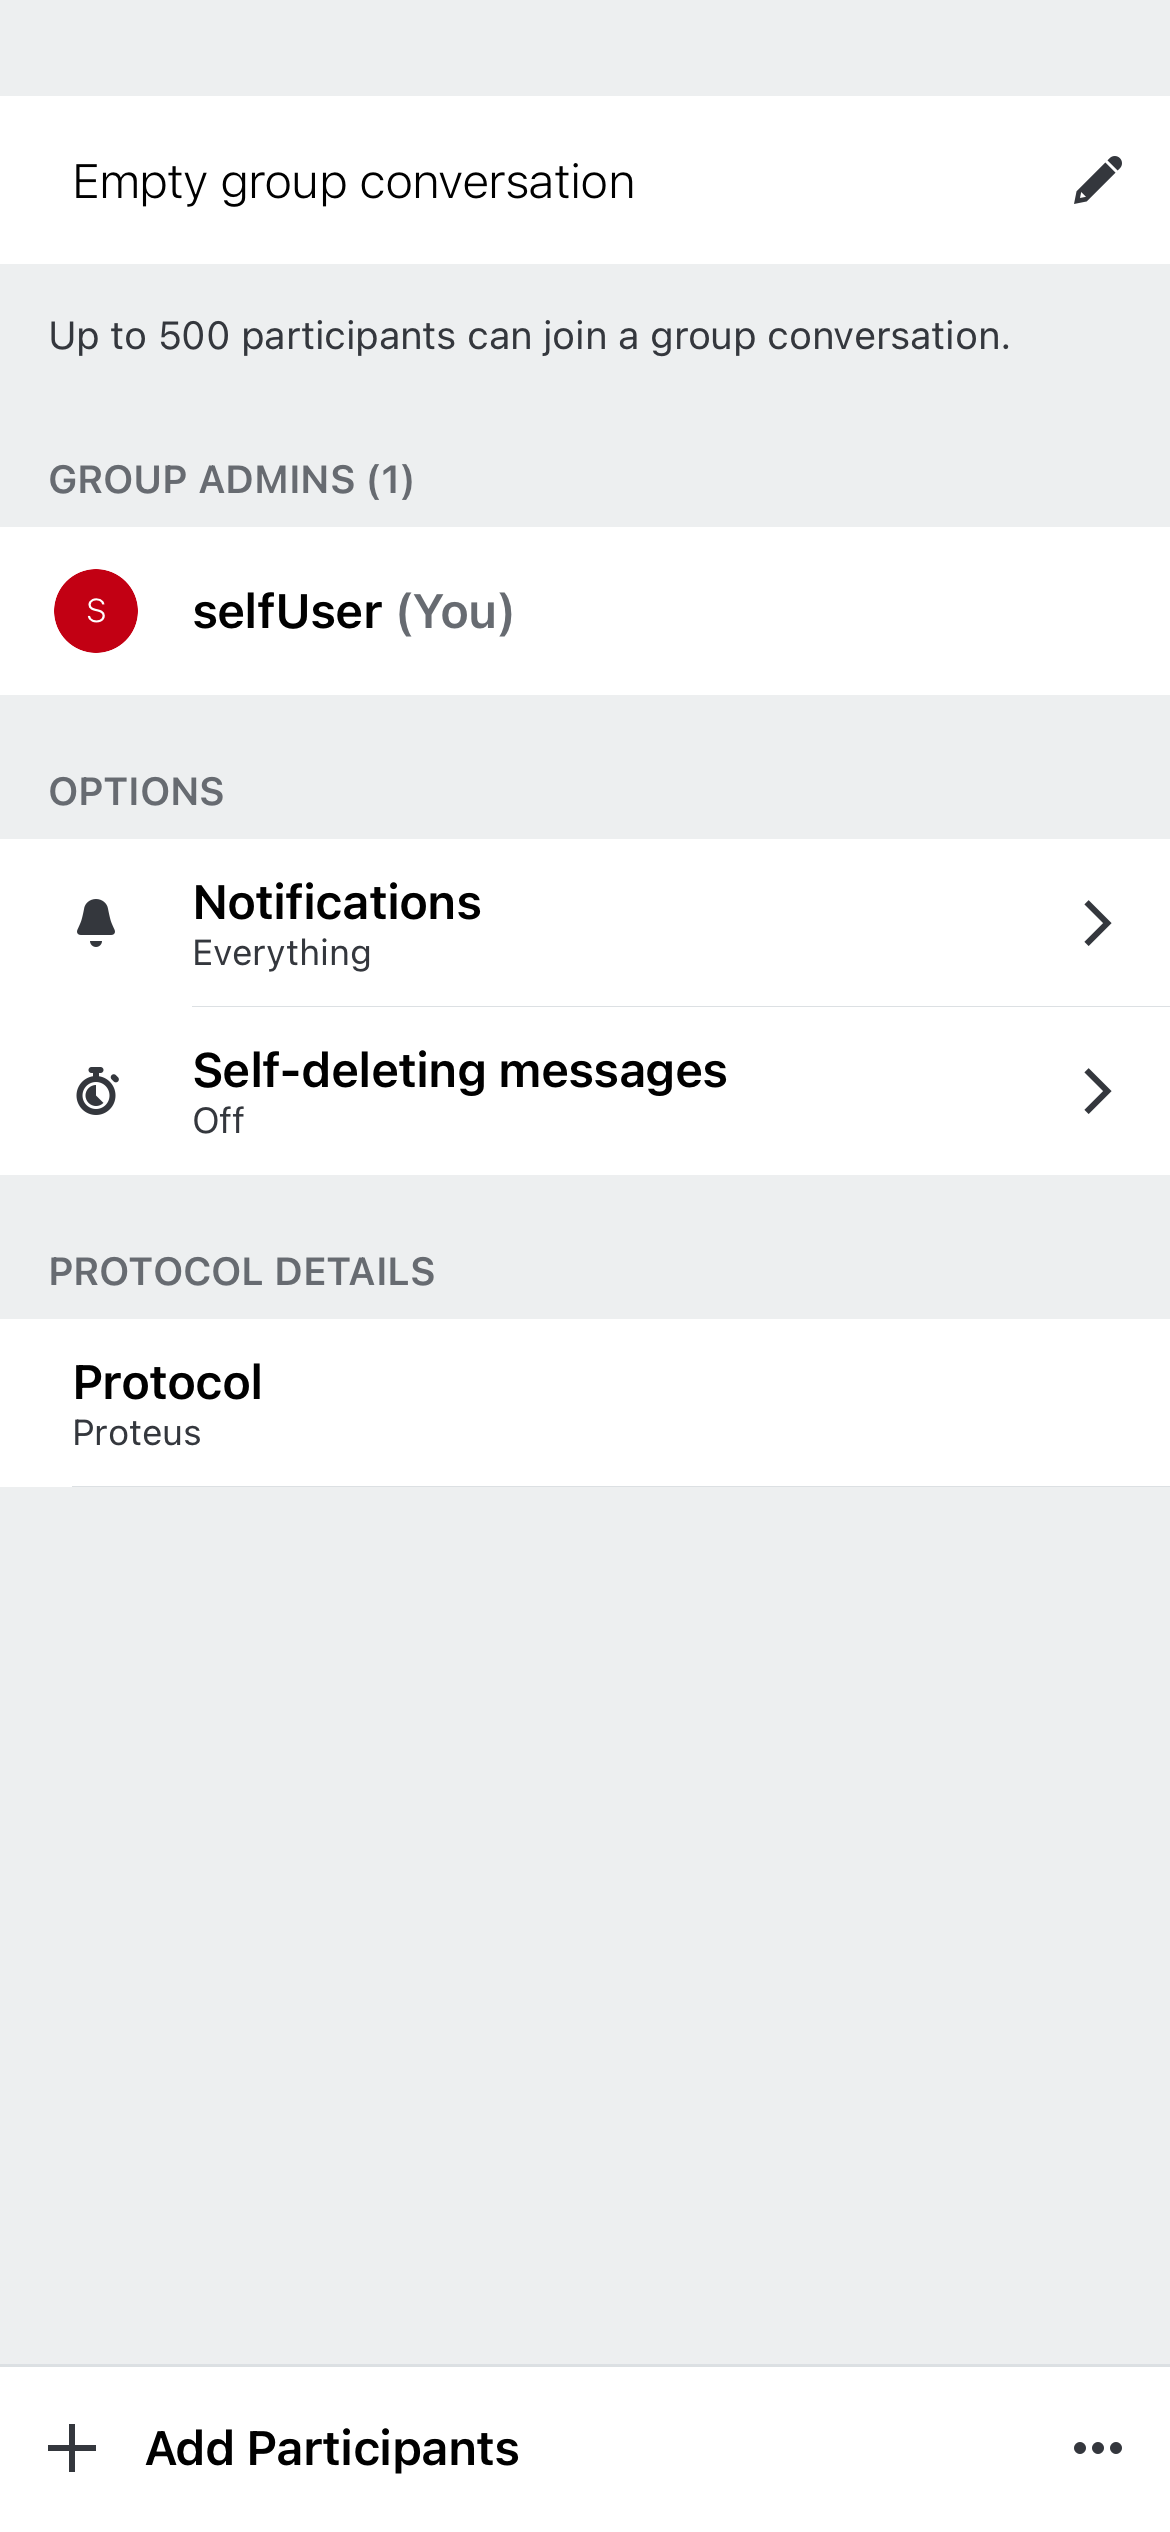 Empty group conversation
Up to 500 participants can join a group conversation.
GROUP ADMINS (1)
S
selfUser (You)
OPTIONS
Notifications
Everything
Self-deleting messages
Off
PROTOCOL DETAILS
Protocol
Proteus
Add Participants